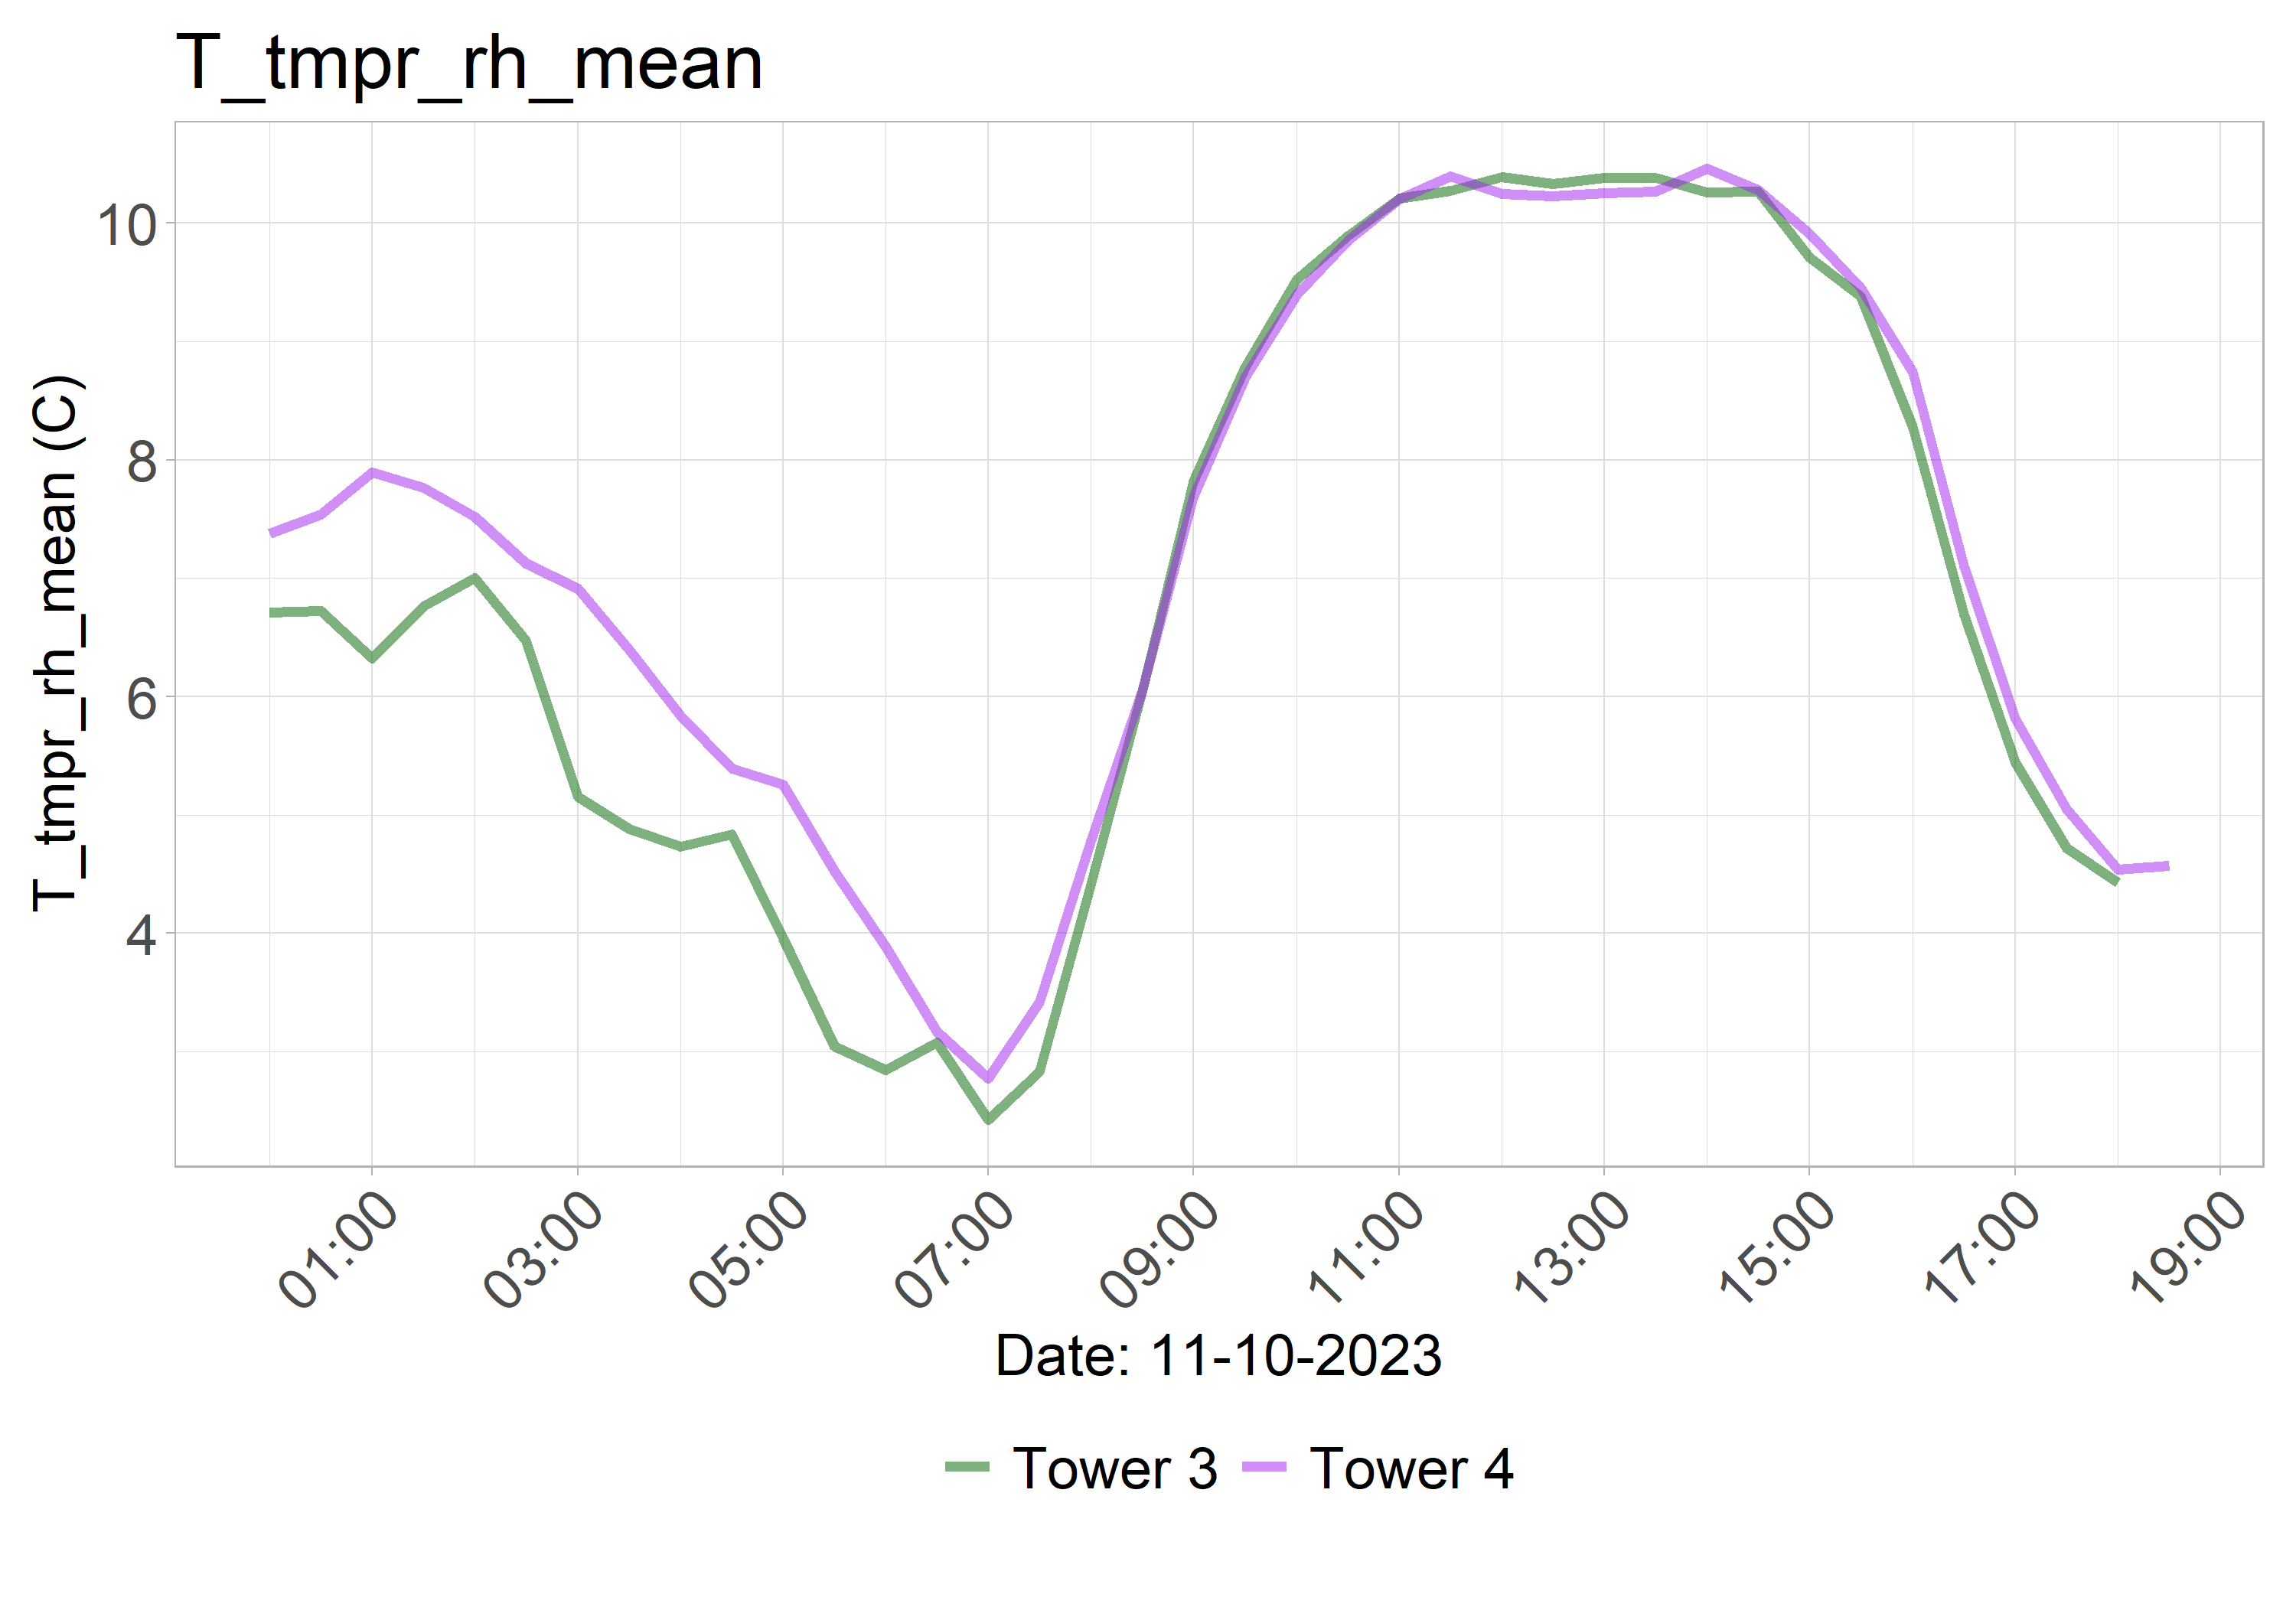 T_tmpr_rh_mean
T_tmpr_rh_mean (C)
10
8
6
4
01:00 03:00 05:00 07:00 09:00 11:00 13:00 15:00 17:00 19:00
Date: 11-10-2023
Tower 3 Tower 4